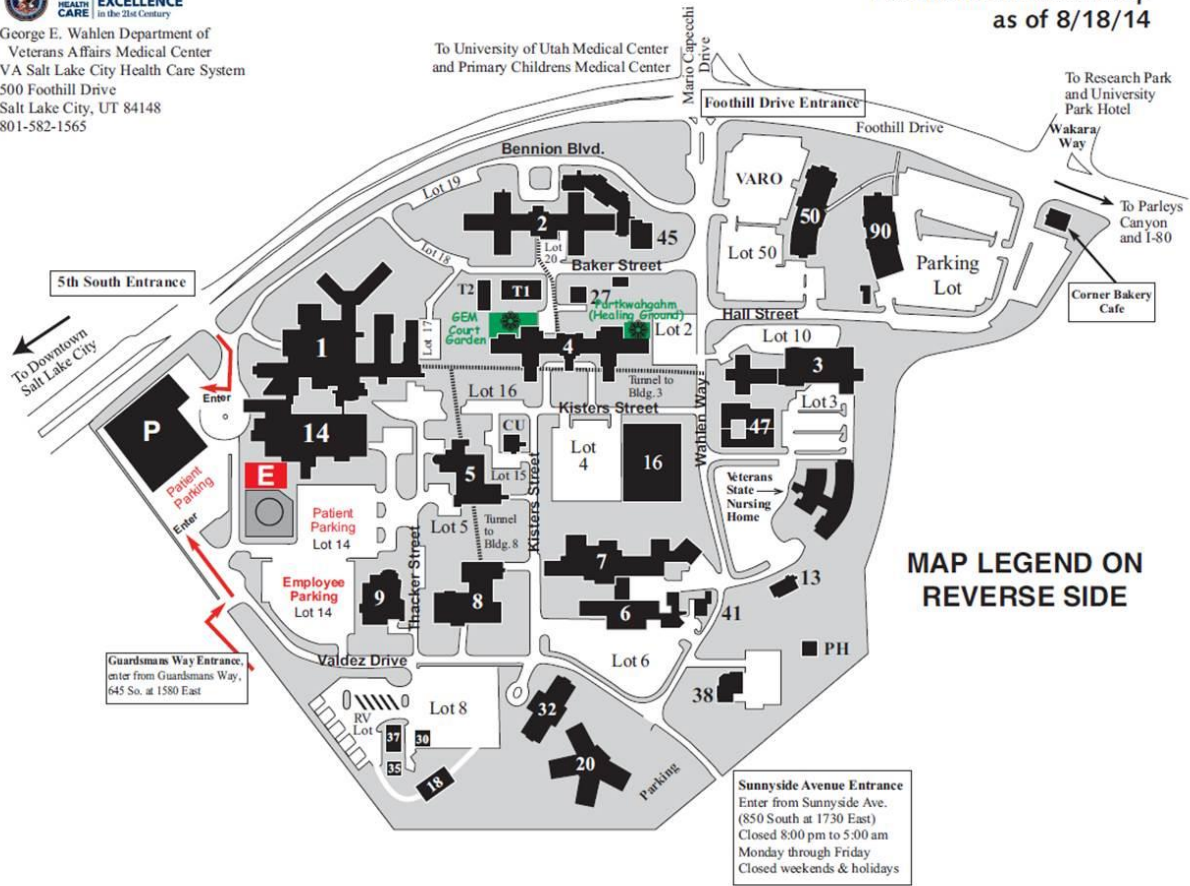 HEALTH
CARE
EXCELLENCE
in the 21st Century
as of 8/18/14
George E. Wahlen Department of
Veterans Affairs Medical Center
VA Salt Lake City Health Care System
500 Foothill Drive
Salt Lake City, UT 84148
801-582-1565
To University of Utah Medical Center
and Primary Childrens Medical Center
Mario Capecchi
Drive
Foothill Drive Entrance
Foothill Drive
To Research Park
and University
Park Hotel
Wakara
Way
To Parleys
Canyon
and I-80
Corner Bakery
Cafe
Bennion Blvd.
Lot 19
VARO
50
90
2
45
Lot
20
Lot 18
Lot 50
Parking
Lot
Baker Street
5th South Entrance
To Downtown
Salt Lake City
T2
T1
27
GEM
Court
Garden
Partkwahgahm
(Healing Ground)
Lot 2
Hall Street
Lot 10
1
Lot 17
4
3
Enter
Lot 16
Tunnel to
Bldg.3
Kisters Street
Wahlen Way
Lot 3
P
14
CU
Lot
4
16
47
E
5
Lot 15
Kisters Street
Veterans
State
Nursing
Home
Patient
Parking
Enter
Patient
Parking
Lot 14
Lot 5
Tunnel
to
Bldg.8
Thacker Street
7
MAP LEGEND ON
REVERSE SIDE
Employee
Parking
Lot 14
9
8
6
13
41
PH
Guardsmans Way Entrance,
enter from Guardsmans Way,
645 So. at 1580 East
Valdez Drive
Lot 6
38
RV
Lot
37
30
35
18
Lot 8
32
20
Parking
Sunnyside Avenue Entrance
Enter from Sunnyside Ave.
(850 South at 1730 East)
Closed 8:00 pm to 5:00 am
Monday through Friday
Closed weekends & holidays